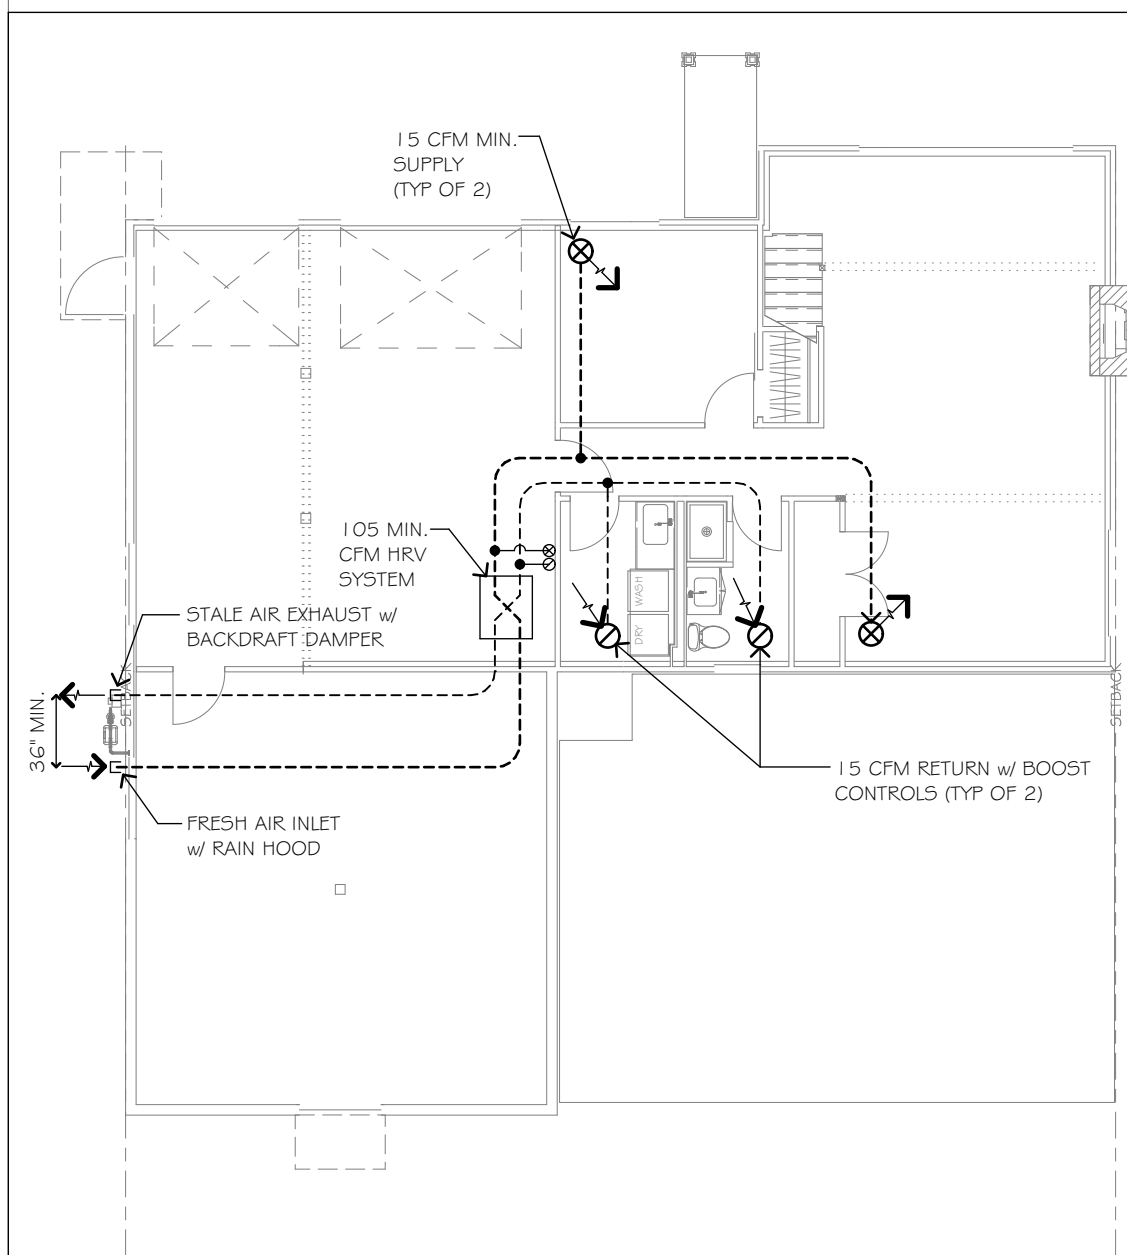 15 CFM MIN.
SUPPLY
(TYP OF 2)
105 MIN.
CFM HRV
SYSTEM
STALE AIR EXHAUST w/
BACKDRAFT DAMPER
WASH
DRY
SETBACK
SETBACK
36" MIN.
15 CFM RETURN w/ BOOST
CONTROLS (TYP OF 2)
FRESH AIR INLET
w/ RAIN HOOD